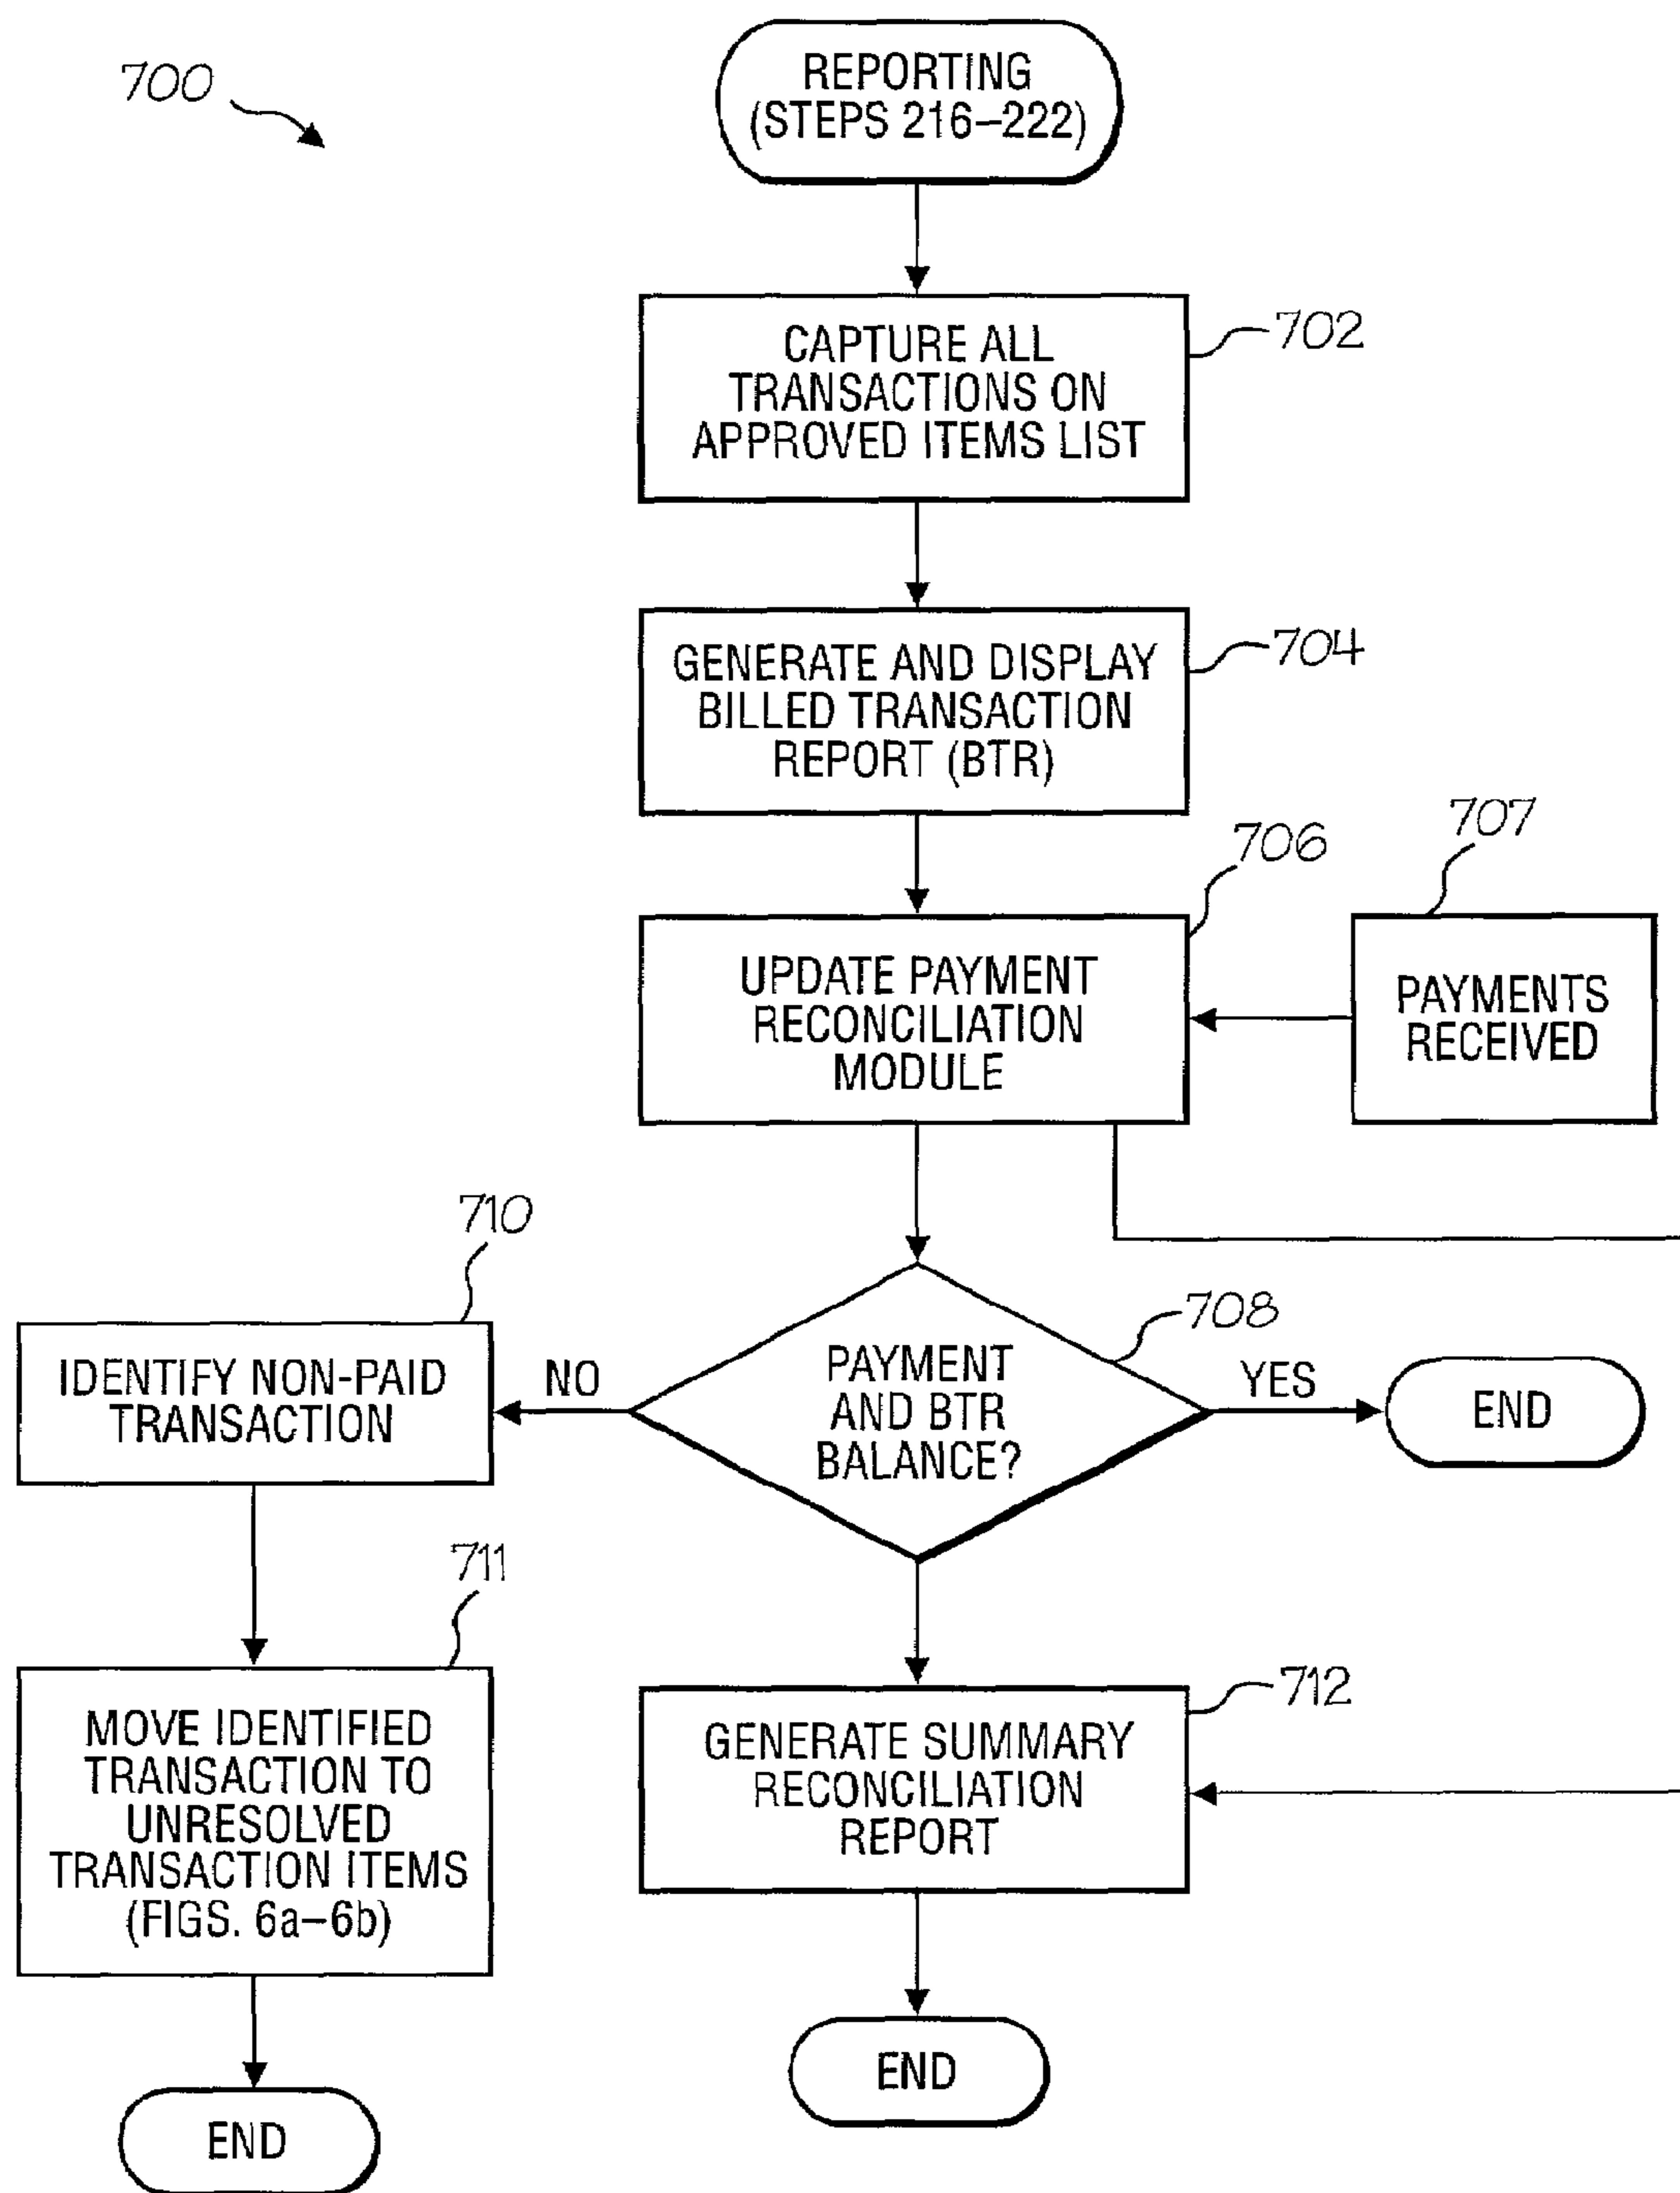 700
REPORTING
(STEPS 216–222)
CAPTURE ALL
TRANSACTIONS ON
APPROVED ITEMS LIST
702
GENERATE AND DISPLAY
BILLED TRANSACTION
REPORT (BTR)
704
UPDATE PAYMENT
RECONCILIATION
MODULE
706
707
PAYMENTS
RECEIVED
710
IDENTIFY NON-PAID
TRANSACTION
NO
PAYMENT
AND BTR
BALANCE?
708
YES
END
711
MOVE IDENTIFIED
TRANSACTION TO
UNRESOLVED
TRANSACTION ITEMS
(FIGS. 6a–6b)
712
GENERATE SUMMARY
RECONCILIATION
REPORT
END
END